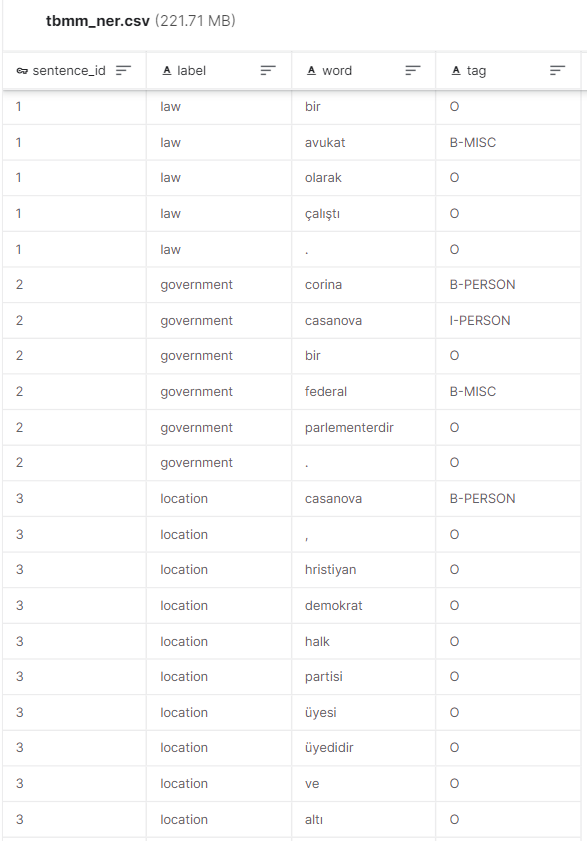 tbmm_ner.csv (221.71 MB)
sentence_id label word tag
1 law bir O
1 law avukat B-MISC
1 law olarak O
1 law çalıştı O
1 law . O
2 government corina B-PERSON
2 government casanova I-PERSON
2 government bir O
2 government federal B-MISC
2 government parlementerdir O
2 government . O
3 location casanova B-PERSON
3 location , O
3 location hristiyan O
3 location demokrat O
3 location halk O
3 location partisi O
3 location üyesi O
3 location üyedidir O
3 location ve O
3 location altı O